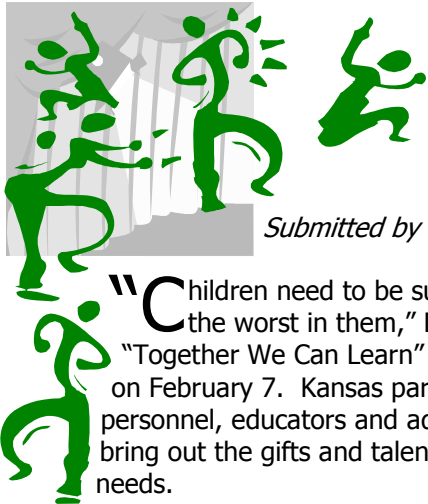 Submitted by
“Children need to be su
the worst in them,”
“Together We Can Learn”
on February 7. Kansas par
personnel, educators and ad
bring out the gifts and talen
needs.